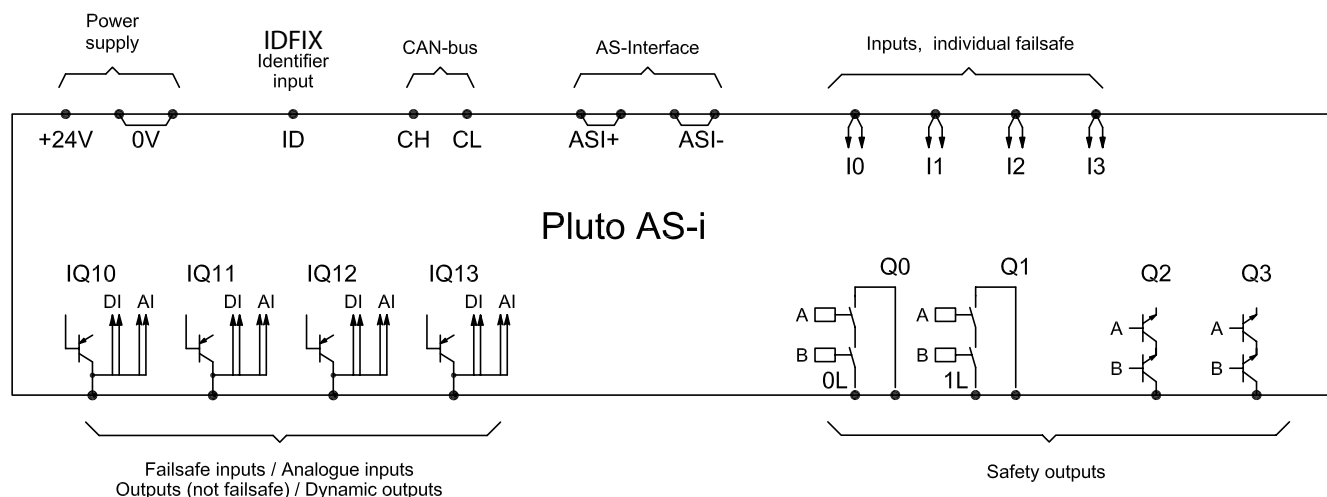 Power
supply
IDFIX
Identifier
input
CAN-bus
AS-Interface
Inputs, individual failsafe
+24V 0V ID CH CL ASI+ ASI-
I0 I1 I2 I3
Pluto AS-i
IQ10 IQ11 IQ12 IQ13 Q0 Q1 Q2 Q3
DI AI DI AI DI AI DI AI
A A A A
B B B B
0L 1L
Failsafe inputs / Analogue inputs
Outputs (not failsafe) / Dynamic outputs
Safety outputs